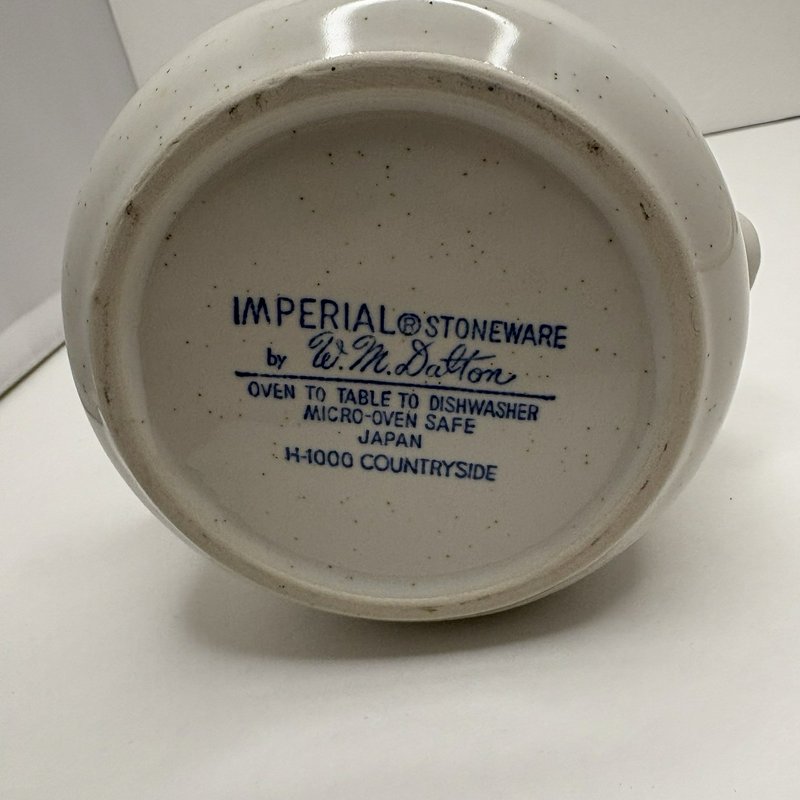 IMPERIAL® STONEWARE
by W. M. Dalton
OVEN TO TABLE TO DISHWASHER
MICRO-OVEN SAFE
JAPAN
H-1000 COUNTRYSIDE